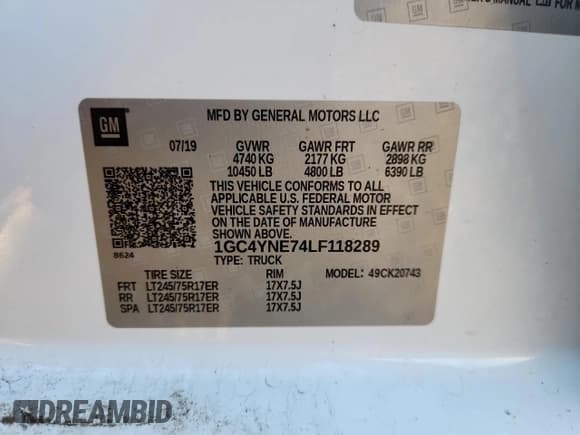 ER'S MANUAL
GM
MFD BY GENERAL MOTORS LLC
07/19 GVWR GAWR FRT GAWR RR
4740 KG 2177 KG 2898 KG
10450 LB 4800 LB 6390 LB
THIS VEHICLE CONFORMS TO ALL
APPLICABLE U.S. FEDERAL MOTOR
VEHICLE SAFETY STANDARDS IN EFFECT
ON THE DATE OF MANUFACTURE
SHOWN ABOVE.
8624
1GC4YNE74LF118289
TYPE: TRUCK
TIRE SIZE RIM MODEL: 49CK20743
FRT LT245/75R17ER 17X7.5J
RR LT245/75R17ER 17X7.5J
SPA LT245/75R17ER 17X7.5J
DREAMBID